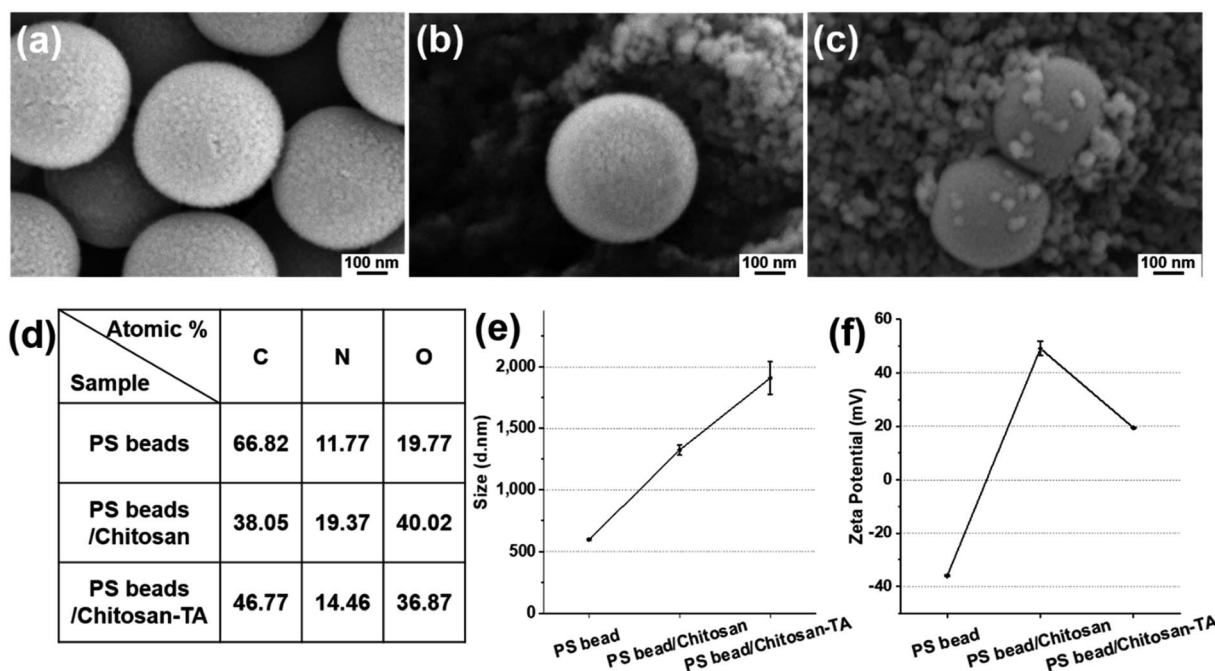 (a)
100 nm
(b)
100 nm
(c)
100 nm
(d)
Atomic %
Sample
C
N
O
PS beads
66.82
11.77
19.77
PS beads
/Chitosan
38.05
19.37
40.02
PS beads
/Chitosan-TA
46.77
14.46
36.87
(e)
Size (d.nm)
2,000
1,500
1,000
500
0
PS bead
PS bead/Chitosan
PS bead/Chitosan-TA
(f)
Zeta Potential (mV)
60
40
20
0
-20
-40
PS bead
PS bead/Chitosan
PS bead/Chitosan-TA